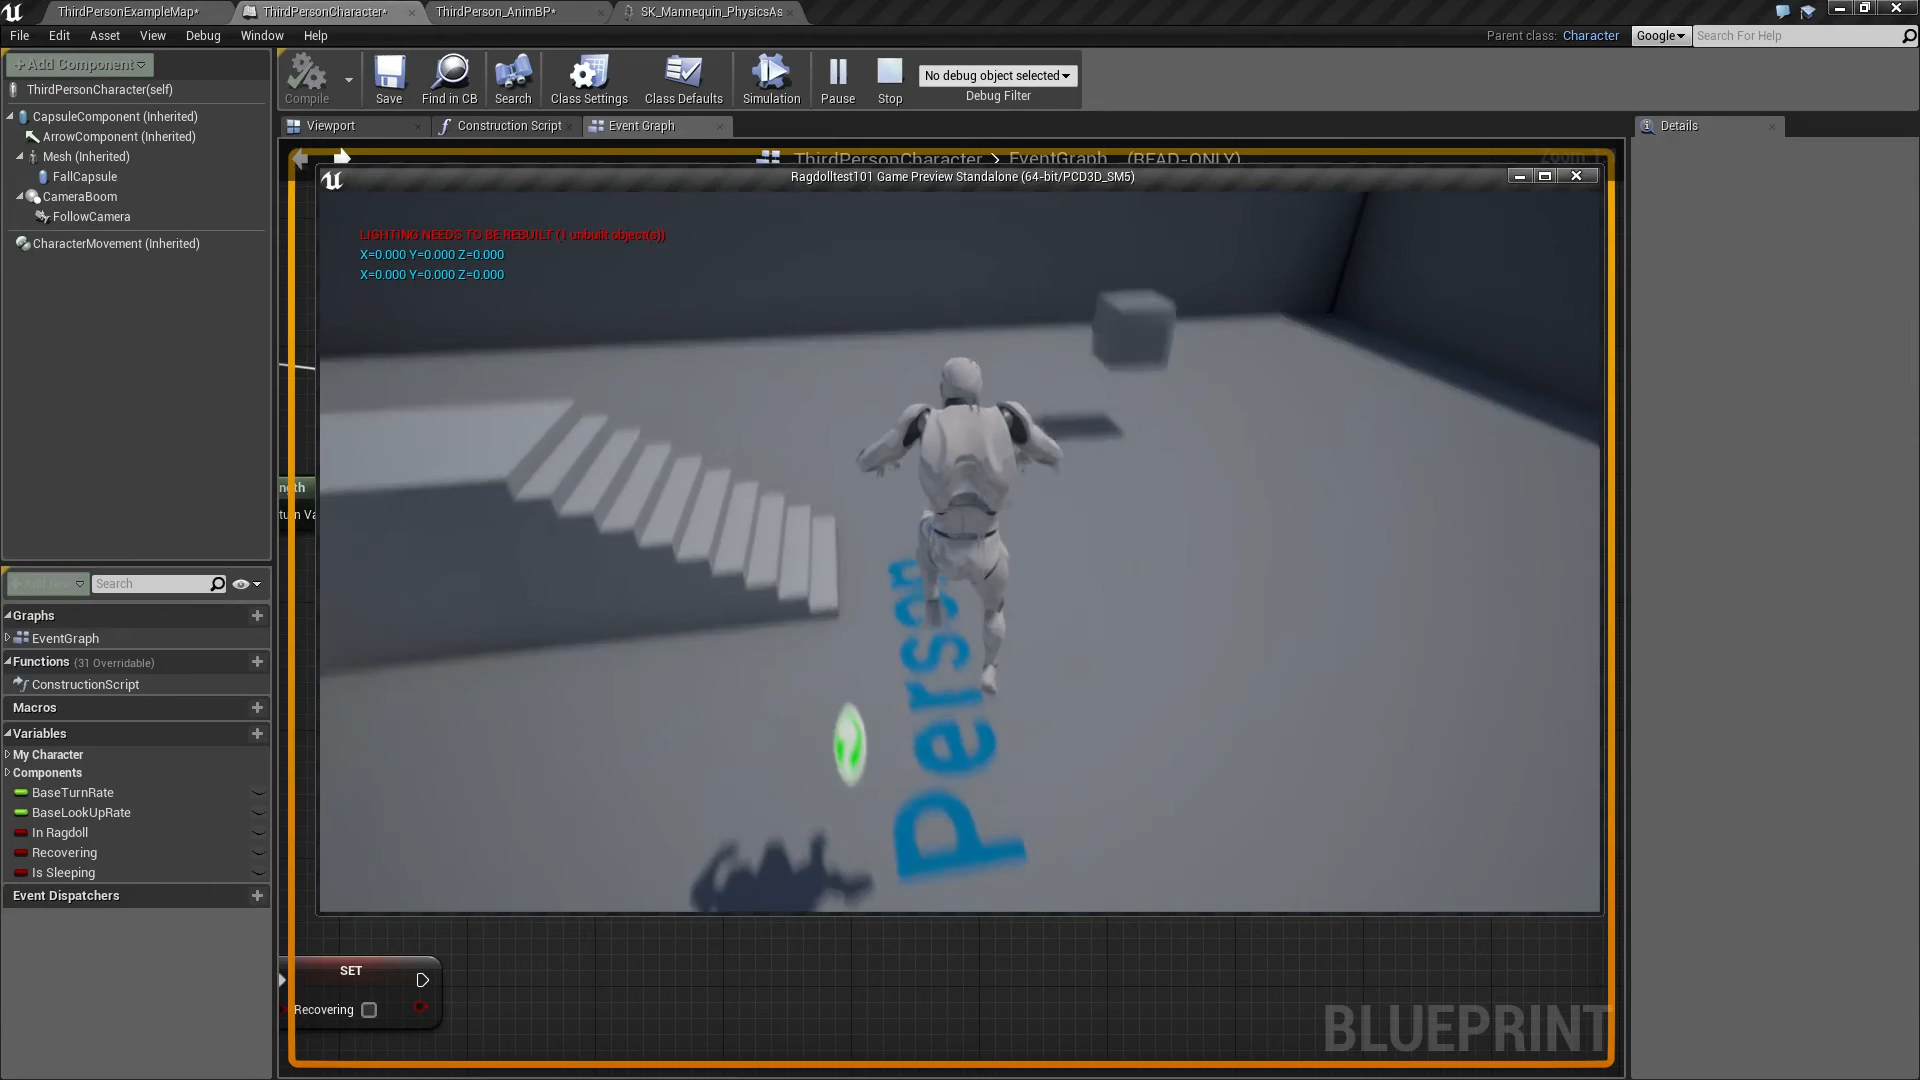 ThirdPersonExampleMap*
ThirdPersonCharacter*
ThirdPerson_AnimBP*
SK_Mannequin_PhysicsAs
File Edit Asset View Debug Window Help
Parent class: Character
Google
Search For Help
+Add Component
ThirdPersonCharacter(self)
CapsuleComponent (Inherited)
ArrowComponent (Inherited)
Mesh (Inherited)
FallCapsule
CameraBoom
FollowCamera
CharacterMovement (Inherited)
Compile
Save
Find in CB
Search
Class Settings
Class Defaults
Simulation
Pause
Stop
No debug object selected
Debug Filter
Viewport
Construction Script
Event Graph
Details
ThirdPersonCharacter > EventGraph (READ-ONLY)
Zoom
Ragdolltest101 Game Preview Standalone (64-bit/PCD3D_SM5)
LIGHTING NEEDS TO BE REBUILT (1 unbuilt object(s))
X=0.000 Y=0.000 Z=0.000
X=0.000 Y=0.000 Z=0.000
Person
ngth
turn Va
+Add New
Search
Graphs
EventGraph
Functions (31 Overridable)
ConstructionScript
Macros
Variables
My Character
Components
BaseTurnRate
BaseLookUpRate
In Ragdoll
Recovering
Is Sleeping
Event Dispatchers
SET
Recovering
BLUEPRINT